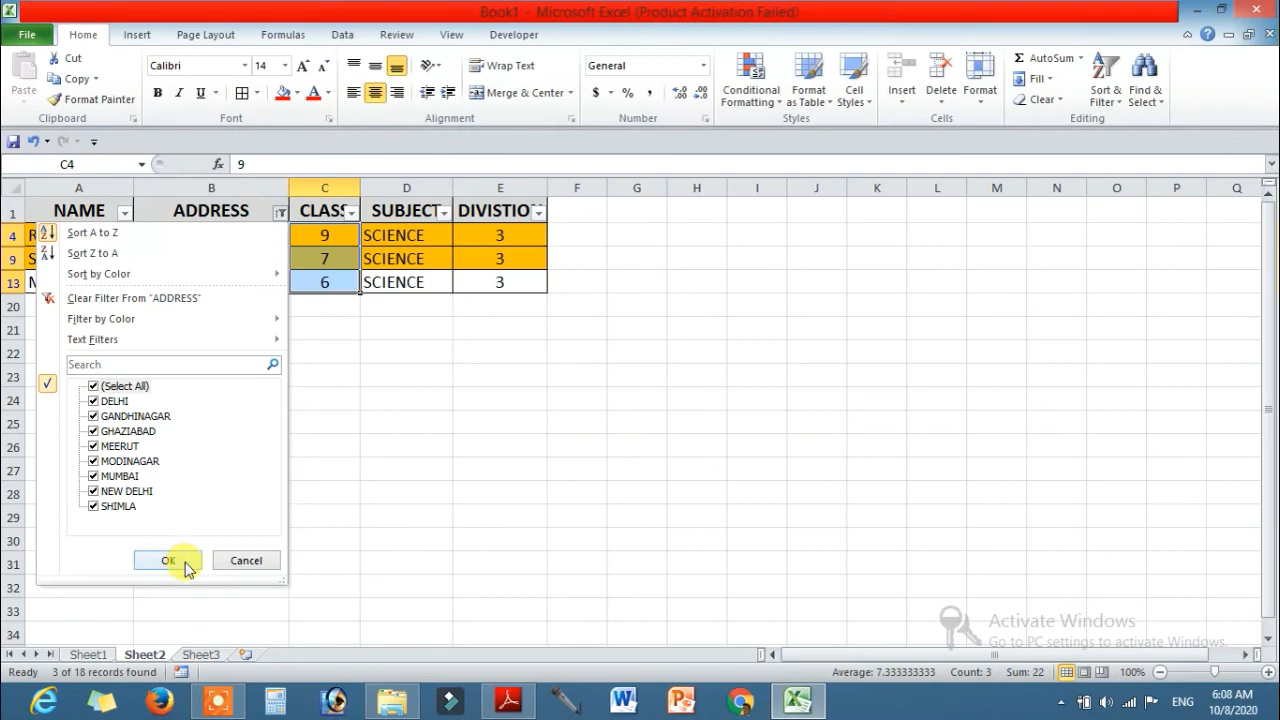 Book1 - Microsoft Excel (Product Activation Failed)
File Home Insert Page Layout Formulas Data Review View Developer
Paste
Cut
Copy
Format Painter
Clipboard
Calibri 14
B I U
Font
Wrap Text
Merge & Center
Alignment
General
$ % ,
Number
Conditional Formatting
Format as Table
Cell Styles
Styles
Insert Delete Format
Cells
AutoSum
Fill
Clear
Sort & Filter
Find & Select
Editing
C4 fx 9
A B C D E F G H I J K L M N O P Q
1 NAME ADDRESS CLASS SUBJECT DIVISTION
4 9 SCIENCE 3
9 S 7 SCIENCE 3
13 6 SCIENCE 3
20
21
22
23
24
25
26
27
28
29
30
31
32
33
34
Sort A to Z
Sort Z to A
Sort by Color
Clear Filter From "ADDRESS"
Filter by Color
Text Filters
Search
(Select All)
DELHI
GANDHINAGAR
GHAZIABAD
MEERUT
MODINAGAR
MUMBAI
NEW DELHI
SHIMLA
OK Cancel
Activate Windows
Go to PC settings to activate Windows.
Sheet1 Sheet2 Sheet3
Ready 3 of 18 records found Average: 7.333333333 Count: 3 Sum: 22 100%
ENG 6:08 AM
10/8/2020